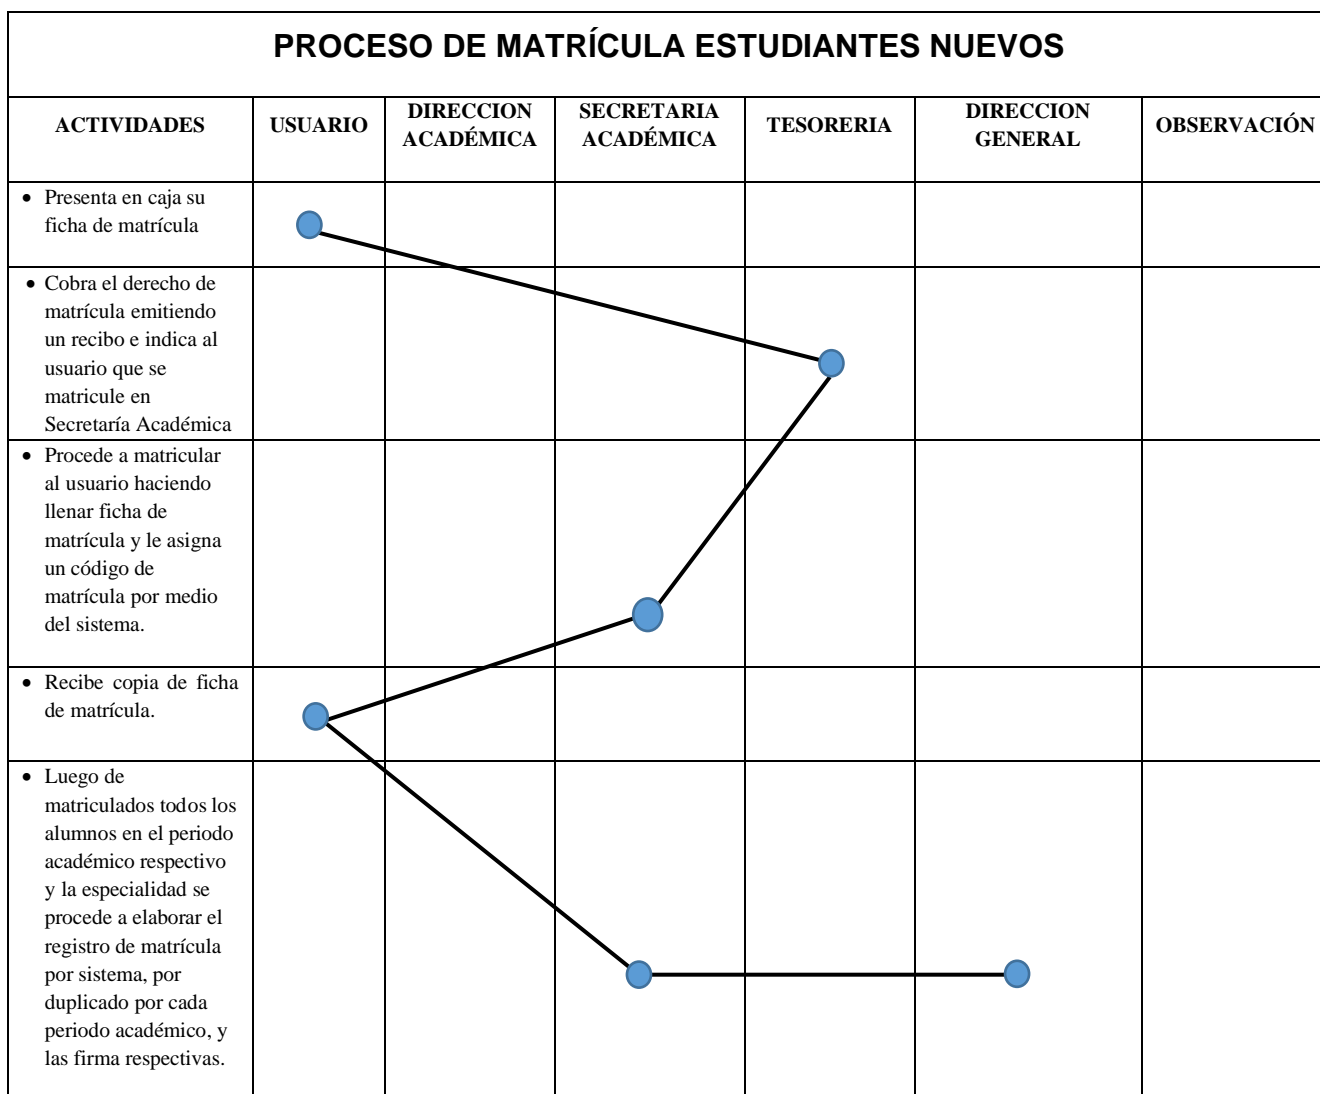 PROCESO DE MATRÍCULA ESTUDIANTES NUEVOS
ACTIVIDADES
USUARIO
DIRECCION
ACADÉMICA
SECRETARIA
ACADÉMICA
TESORERIA
DIRECCION
GENERAL
OBSERVACIÓN
• Presenta en caja su
ficha de matrícula
• Cobra el derecho de
matrícula emitiendo
un recibo e indica al
usuario que se
matricule en
Secretaría Académica
• Procede a matricular
al usuario haciendo
llenar ficha de
matrícula y le asigna
un código de
matrícula por medio
del sistema.
• Recibe copia de ficha
de matrícula.
• Luego de
matriculados todos los
alumnos en el periodo
académico respectivo
y la especialidad se
procede a elaborar el
registro de matrícula
por sistema, por
duplicado por cada
periodo académico, y
las firma respectivas.